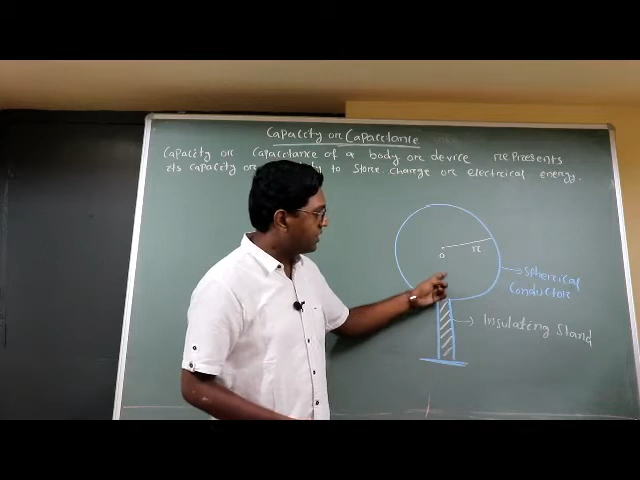 Capacity or Capacitance
Capacity or Capacitance of a body or device represents
its capacity or to store charge or electrical energy.
O
r
Spherical
Conductor
Insulating Stand